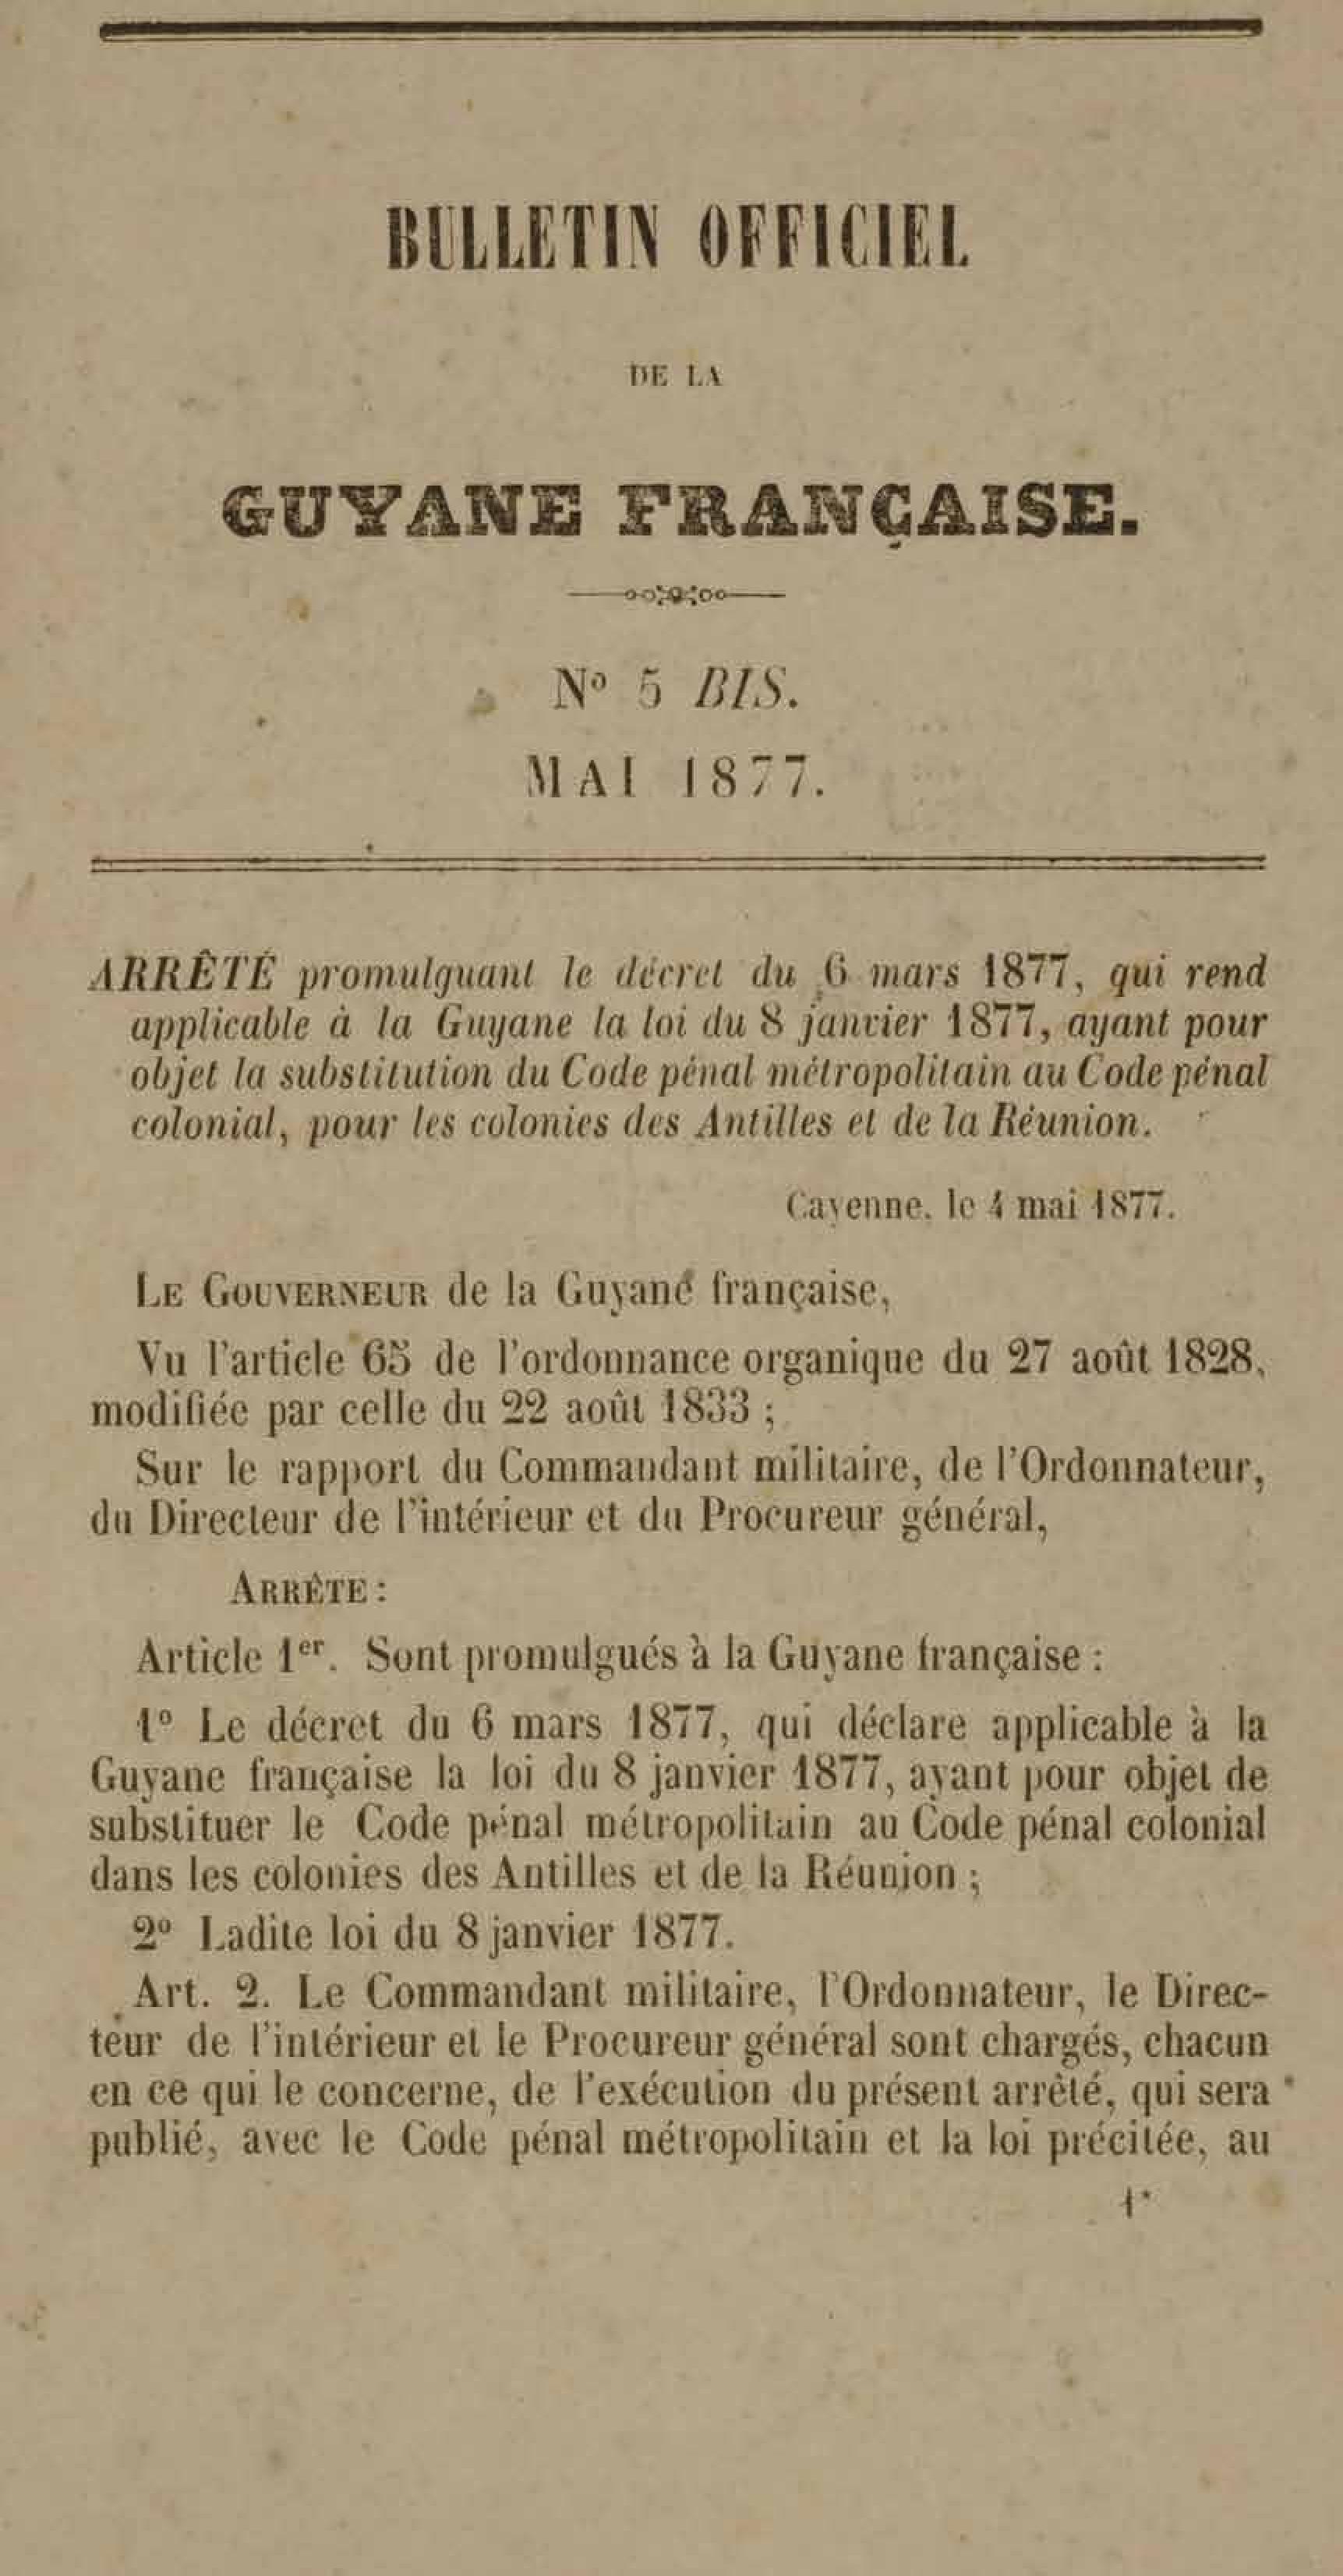 BULLETIN OFFICIEL
DE LA
GUYANE FRANÇAISE.
Nº 5 BIS.
MAI 1877.
ARRÊTÉ promulguant le décret du 6 mars 1877, qui rend
applicable à la Guyane la loi du 8 janvier 1877, ayant pour
objet la substitution du Code pénal métropolitain au Code pénal
colonial, pour les colonies des Antilles et de la Réunion.
Cayenne, le 4 mai 1877.
LE GOUVERNEUR de la Guyane française,
Vu l'article 65 de l'ordonnance organique du 27 août 1828,
modifiée par celle du 22 août 1833 ;
Sur le rapport du Commandant militaire, de l'Ordonnateur,
du Directeur de l'intérieur et du Procureur général,
ARRÊTE :
Article 1er. Sont promulgués à la Guyane française :
1º Le décret du 6 mars 1877, qui déclare applicable à la
Guyane française la loi du 8 janvier 1877, ayant pour objet de
substituer le Code pénal métropolitain au Code pénal colonial
dans les colonies des Antilles et de la Réunion ;
2º Ladite loi du 8 janvier 1877.
Art. 2. Le Commandant militaire, l'Ordonnateur, le Direc-
teur de l'intérieur et le Procureur général sont chargés, chacun
en ce qui le concerne, de l'exécution du présent arrêté, qui sera
publié, avec le Code pénal métropolitain et la loi précitée, au
1*